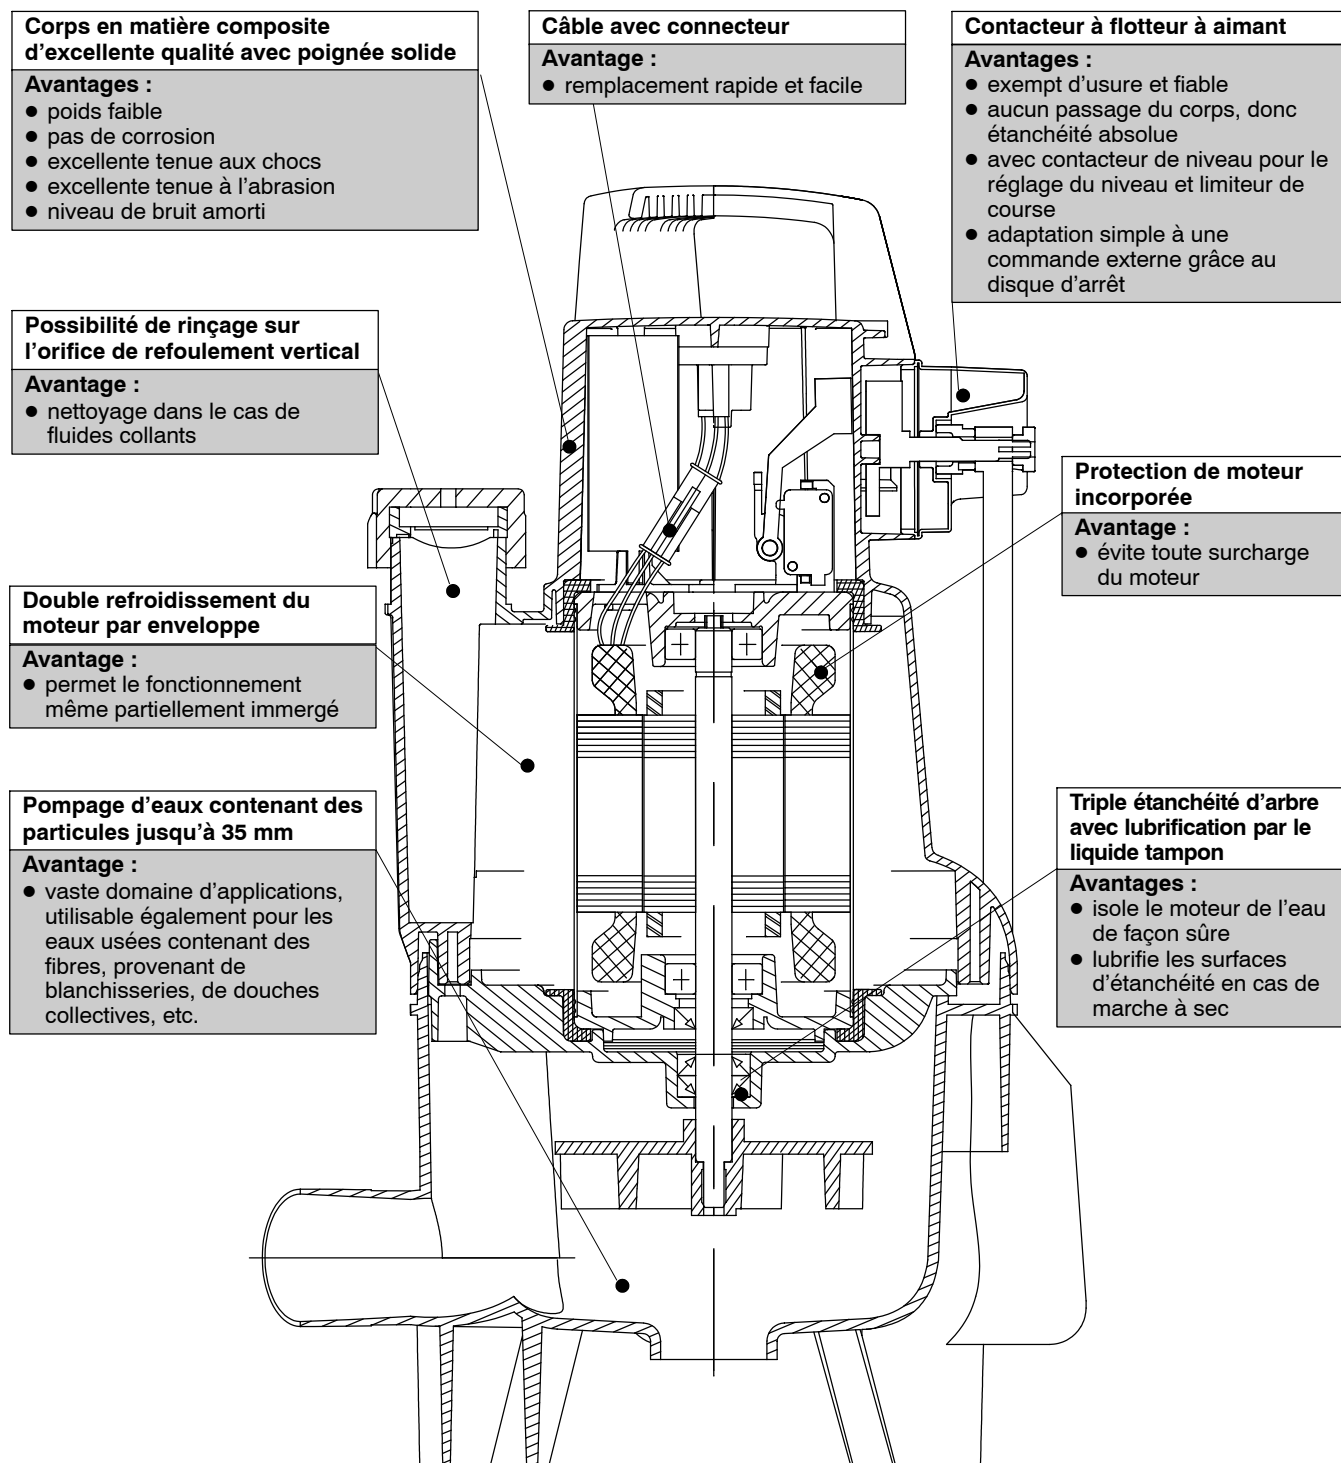 Corps en matière composite
d'excellente qualité avec poignée solide
Avantages :
● poids faible
● pas de corrosion
● excellente tenue aux chocs
● excellente tenue à l'abrasion
● niveau de bruit amorti
Câble avec connecteur
Avantage :
● remplacement rapide et facile
Contacteur à flotteur à aimant
Avantages :
● exempt d'usure et fiable
● aucun passage du corps, donc
étanchéité absolue
● avec contacteur de niveau pour le
réglage du niveau et limiteur de
course
● adaptation simple à une
commande externe grâce au
disque d'arrêt
Possibilité de rinçage sur
l'orifice de refoulement vertical
Avantage :
● nettoyage dans le cas de
fluides collants
Protection de moteur
incorporée
Avantage :
● évite toute surcharge
du moteur
Double refroidissement du
moteur par enveloppe
Avantage :
● permet le fonctionnement
même partiellement immergé
Pompage d'eaux contenant des
particules jusqu'à 35 mm
Avantage :
● vaste domaine d'applications,
utilisable également pour les
eaux usées contenant des
fibres, provenant de
blanchisseries, de douches
collectives, etc.
Triple étanchéité d'arbre
avec lubrification par le
liquide tampon
Avantages :
● isole le moteur de l'eau
de façon sûre
● lubrifie les surfaces
d'étanchéité en cas de
marche à sec